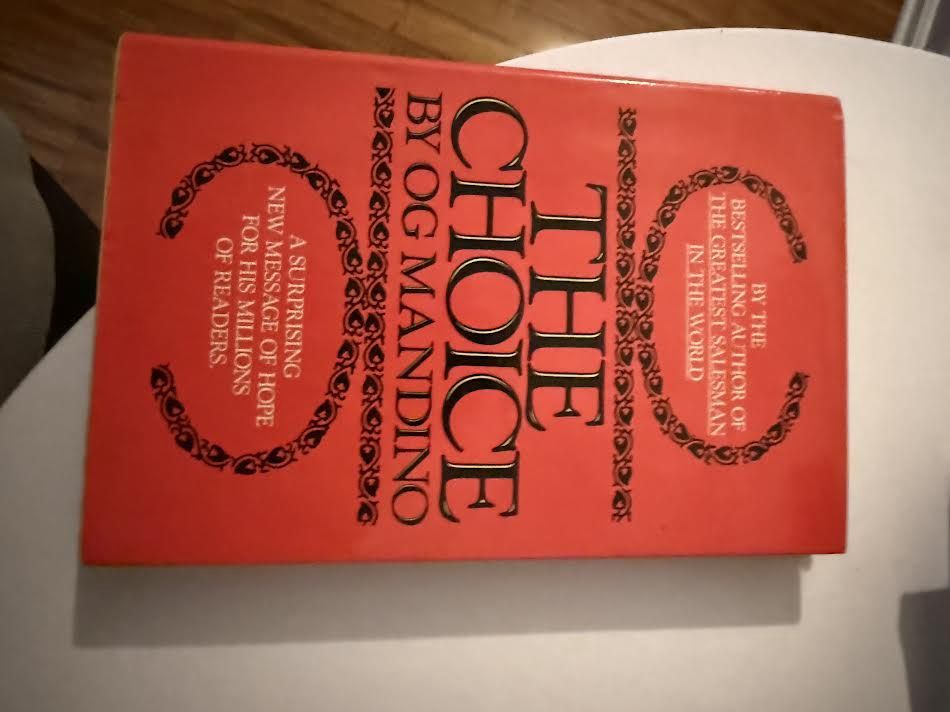 BY THE
BESTSELLING AUTHOR OF
THE GREATEST SALESMAN
IN THE WORLD
THE
CHOICE
BY OG MANDINO
A SURPRISING
NEW MESSAGE OF HOPE
FOR HIS MILLIONS
OF READERS.